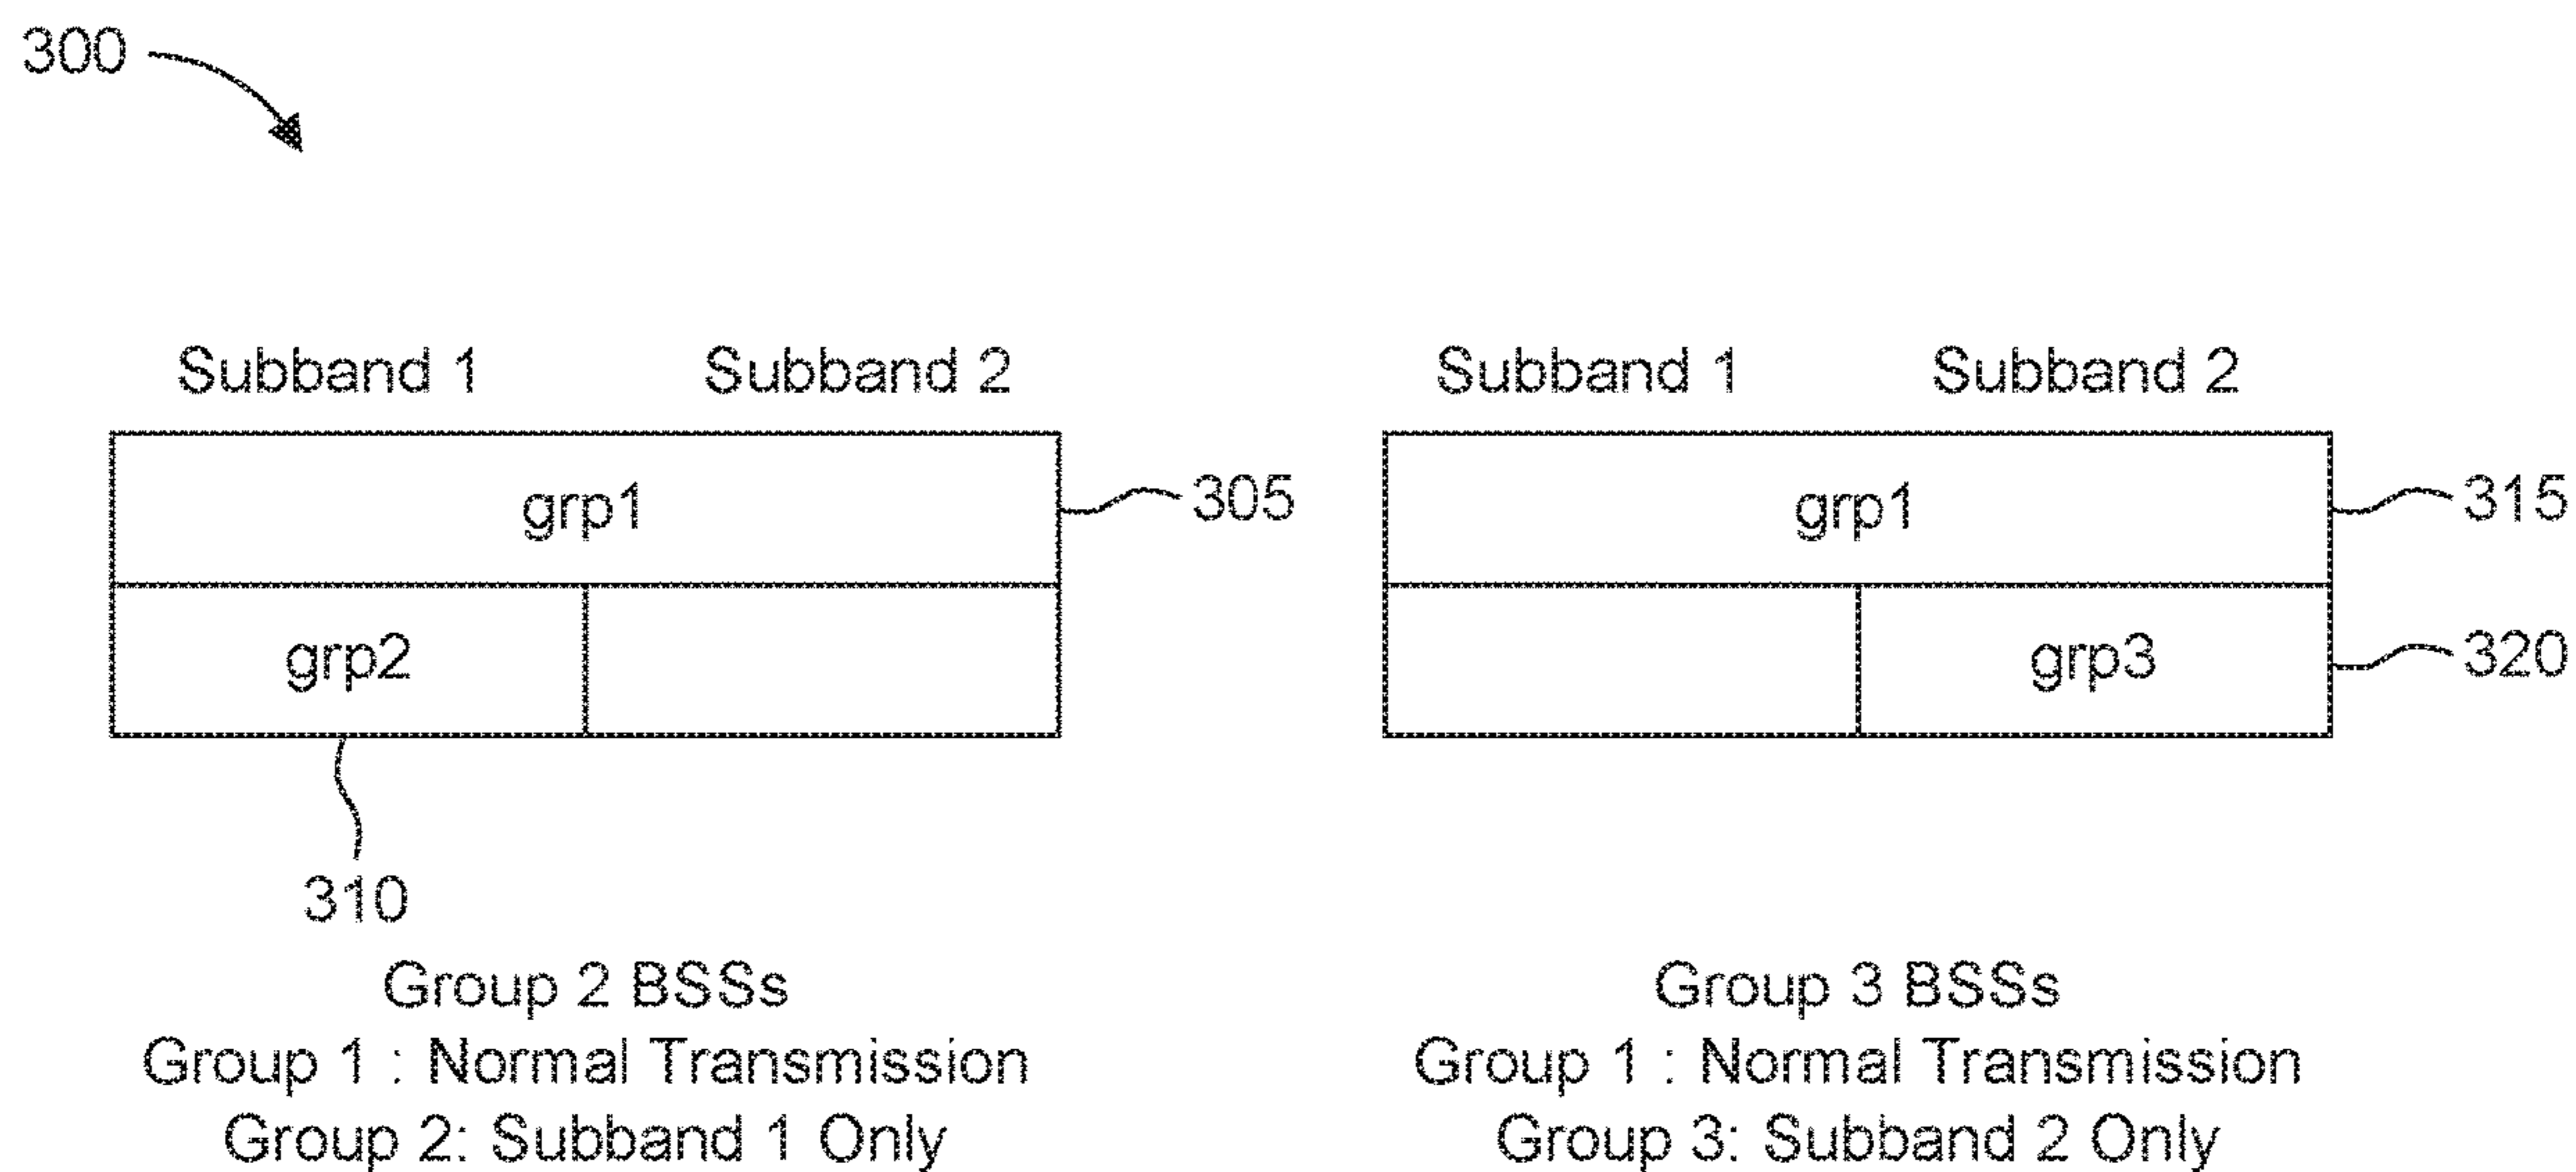 300
Subband 1 Subband 2
grp1
305
grp2
310
Group 2 BSSs
Group 1 : Normal Transmission
Group 2: Subband 1 Only
Subband 1 Subband 2
grp1
315
grp3
320
Group 3 BSSs
Group 1 : Normal Transmission
Group 3: Subband 2 Only